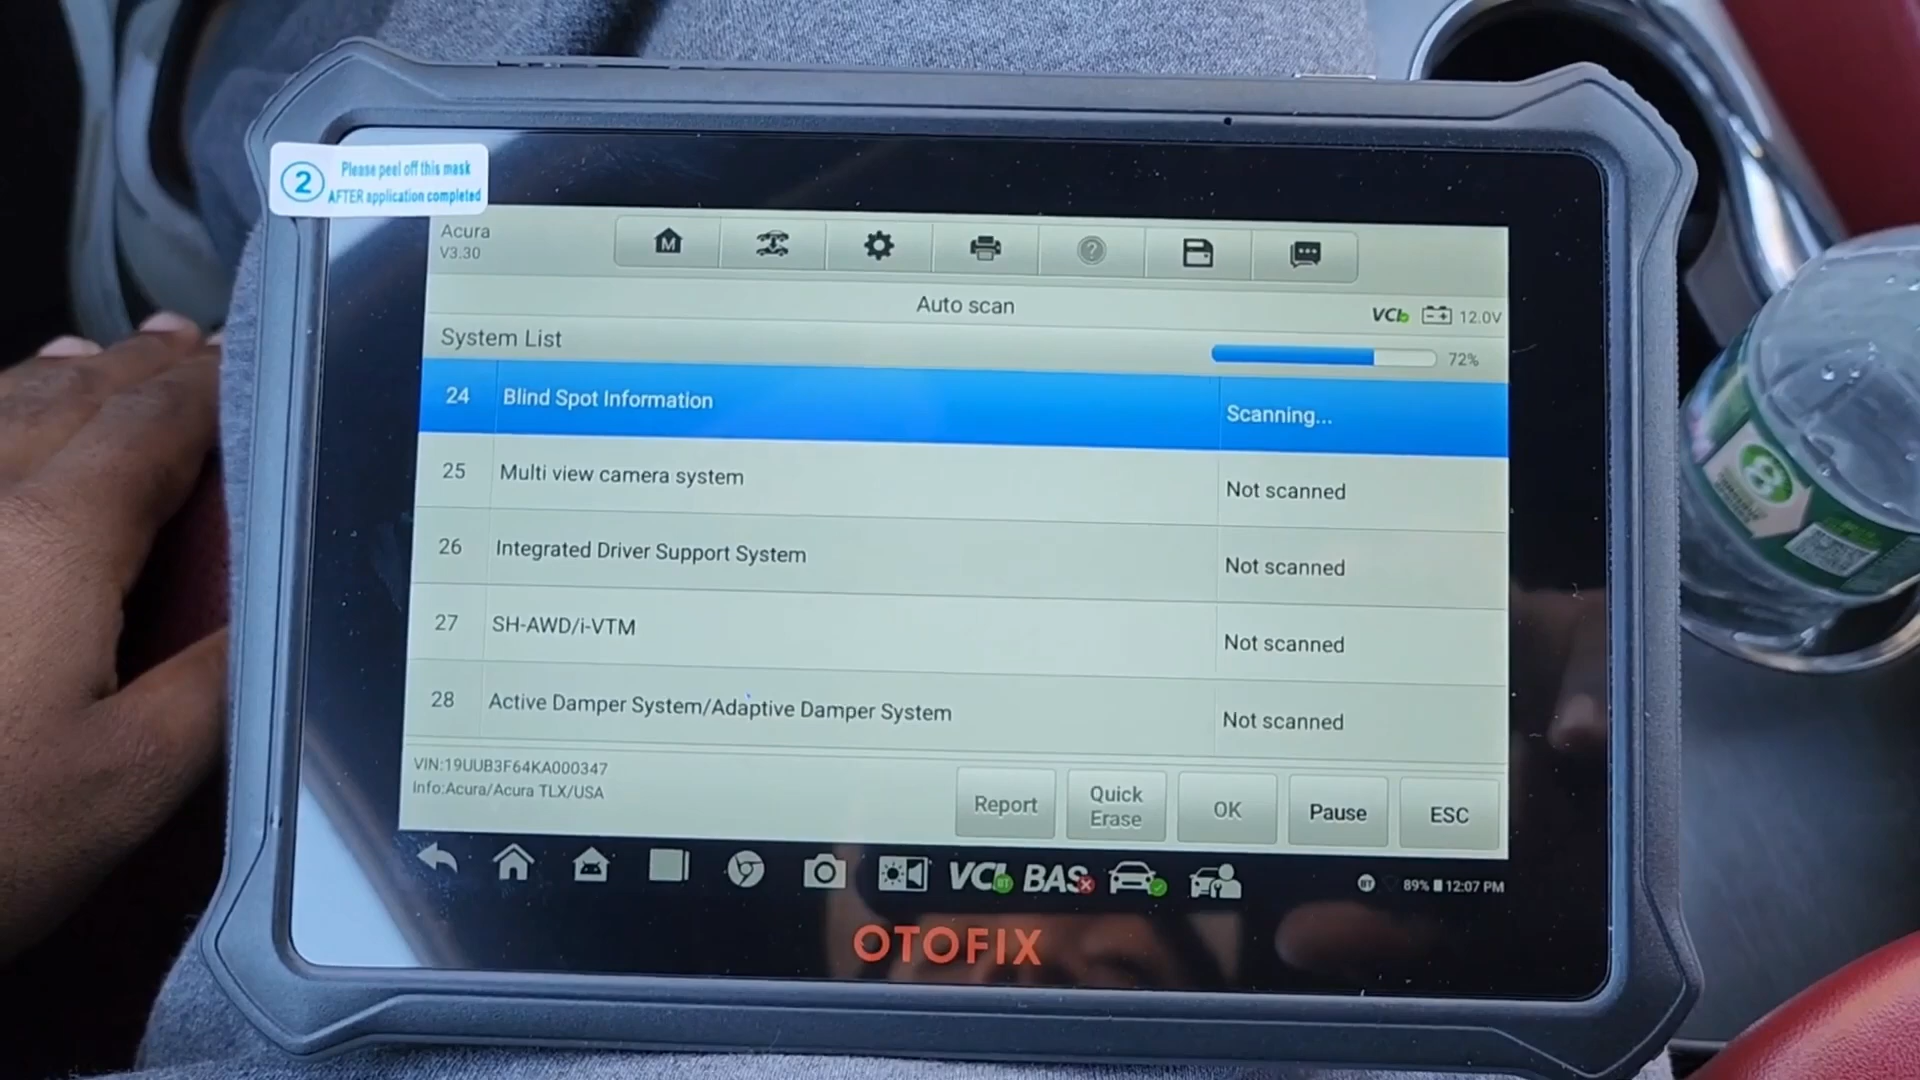 2
Please peel off this mask
AFTER application completed
Acura
V3.30
M
?
Auto scan
VCI
12.0V
System List
72%
24 Blind Spot Information Scanning...
25 Multi view camera system Not scanned
26 Integrated Driver Support System Not scanned
27 SH-AWD/i-VTM Not scanned
28 Active Damper System/Adaptive Damper System Not scanned
VIN:19UUB3F64KA000347
Info:Acura/Acura TLX/USA
Report
Quick
Erase
OK
Pause
ESC
VCI BT BAS
BT 89% 12:07 PM
OTOFIX